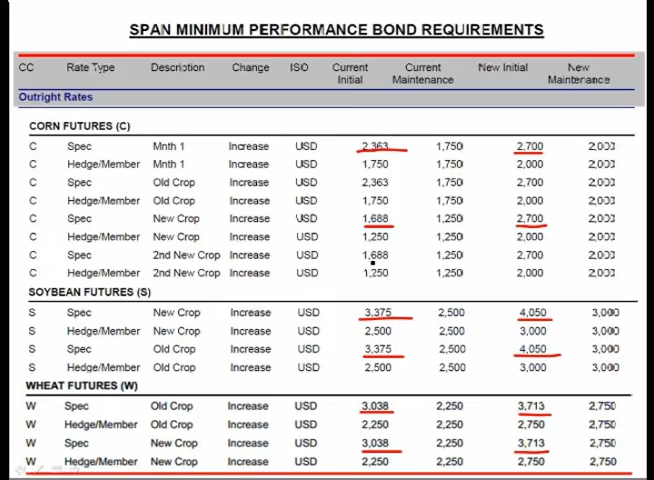 SPAN MINIMUM PERFORMANCE BOND REQUIREMENTS
CC Rate Type Description Change ISO Current Initial Current Maintenance New Initial New Maintenance
Outright Rates
CORN FUTURES (C)
C Spec Mnth 1 Increase USD 2,363 1,750 2,700 2,000
C Hedge/Member Mnth 1 Increase USD 1,750 1,750 2,000 2,000
C Spec Old Crop Increase USD 2,363 1,750 2,700 2,000
C Hedge/Member Old Crop Increase USD 1,750 1,750 2,000 2,000
C Spec New Crop Increase USD 1,688 1,250 2,700 2,000
C Hedge/Member New Crop Increase USD 1,250 1,250 2,000 2,000
C Spec 2nd New Crop Increase USD 1,688 1,250 2,700 2,000
C Hedge/Member 2nd New Crop Increase USD 1,250 1,250 2,000 2,000
SOYBEAN FUTURES (S)
S Spec New Crop Increase USD 3,375 2,500 4,050 3,000
S Hedge/Member New Crop Increase USD 2,500 2,500 3,000 3,000
S Spec Old Crop Increase USD 3,375 2,500 4,050 3,000
S Hedge/Member Old Crop Increase USD 2,500 2,500 3,000 3,000
WHEAT FUTURES (W)
W Spec Old Crop Increase USD 3,038 2,250 3,713 2,750
W Hedge/Member Old Crop Increase USD 2,250 2,250 2,750 2,750
W Spec New Crop Increase USD 3,038 2,250 3,713 2,750
W Hedge/Member New Crop Increase USD 2,250 2,250 2,750 2,750